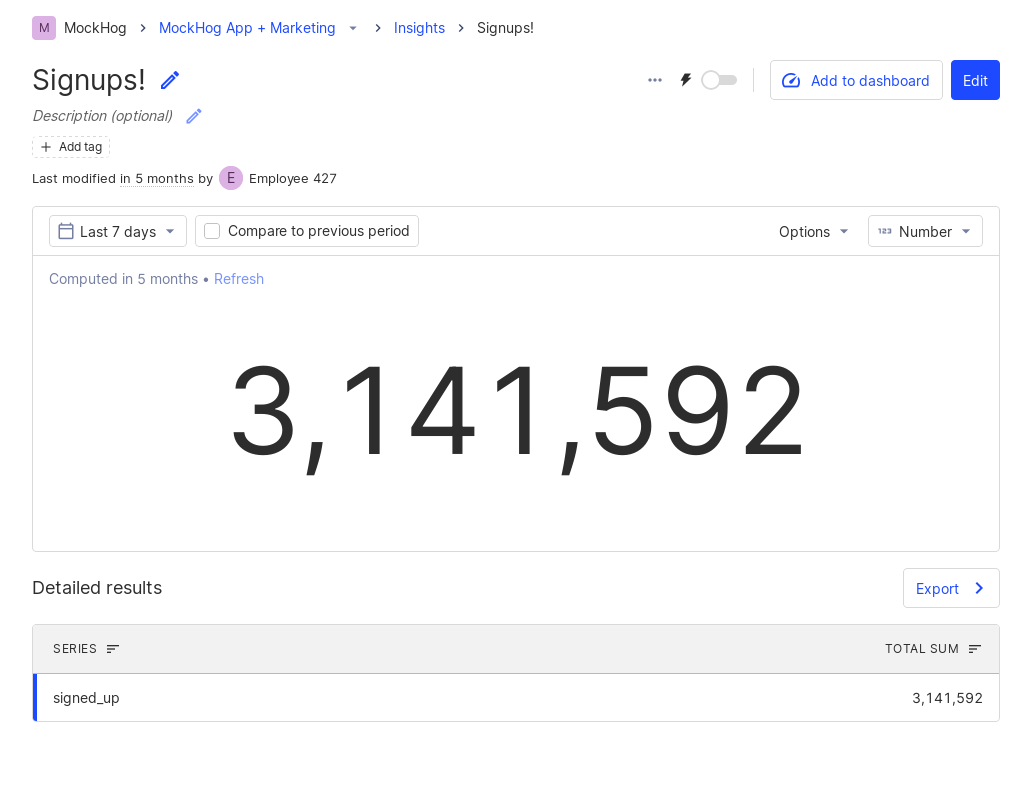 M MockHog MockHog App + Marketing Insights Signups!
Signups!
Add to dashboard Edit
Description (optional)
Add tag
Last modified in 5 months by E Employee 427
Last 7 days Compare to previous period Options 123 Number
Computed in 5 months • Refresh
3,141,592
Detailed results Export
SERIES TOTAL SUM
signed_up 3,141,592